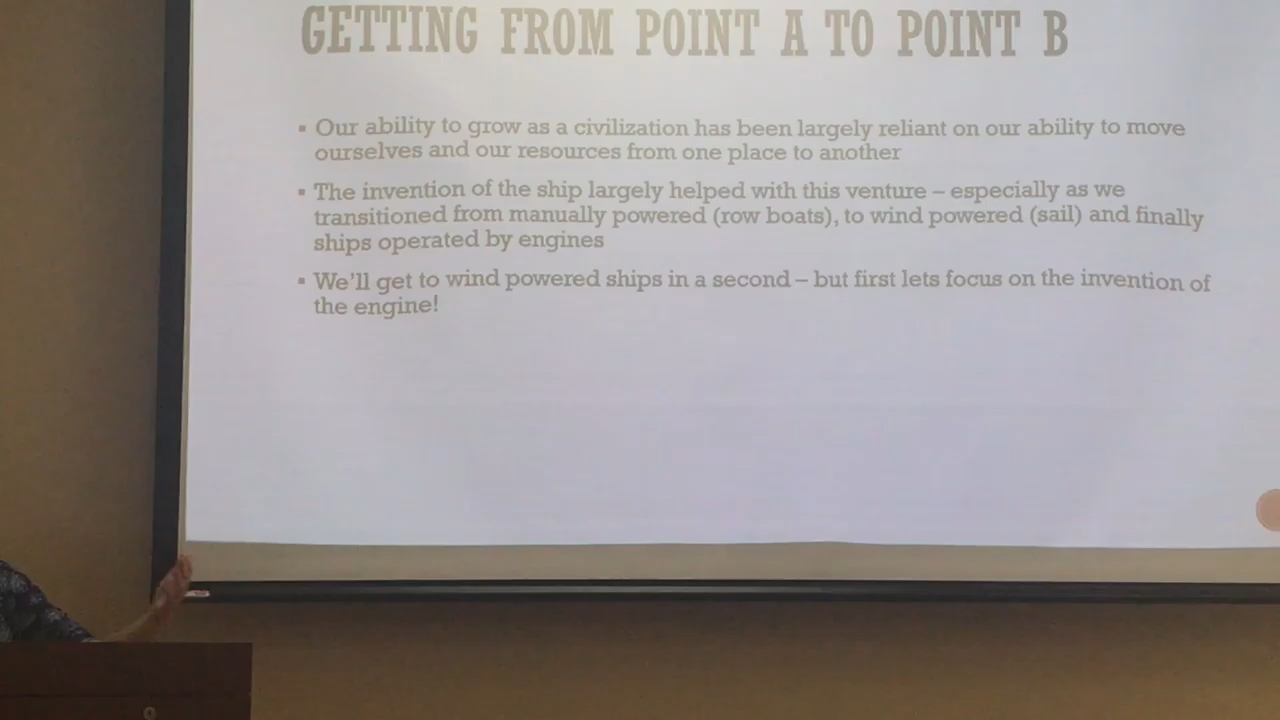 GETTING FROM POINT A TO POINT B
▪ Our ability to grow as a civilization has been largely reliant on our ability to move
ourselves and our resources from one place to another
▪ The invention of the ship largely helped with this venture – especially as we
transitioned from manually powered (row boats), to wind powered (sail) and finally
ships operated by engines
▪ We'll get to wind powered ships in a second – but first lets focus on the invention of
the engine!